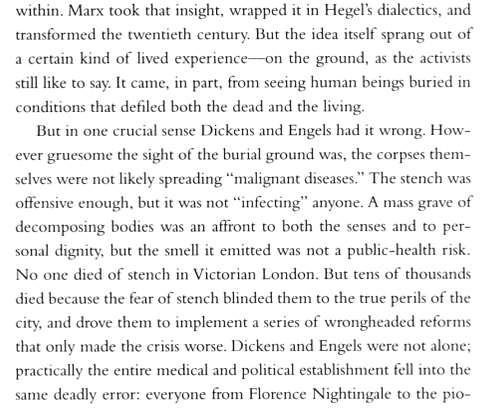 within. Marx took that insight, wrapped it in Hegel's dialectics, and
transformed the twentieth century. But the idea itself sprang out of
a certain kind of lived experience—on the ground, as the activists
still like to say. It came, in part, from seeing human beings buried in
conditions that defiled both the dead and the living.
But in one crucial sense Dickens and Engels had it wrong. How-
ever gruesome the sight of the burial ground was, the corpses them-
selves were not likely spreading “malignant diseases.” The stench was
offensive enough, but it was not “infecting” anyone. A mass grave of
decomposing bodies was an affront to both the senses and to per-
sonal dignity, but the smell it emitted was not a public-health risk.
No one died of stench in Victorian London. But tens of thousands
died because the fear of stench blinded them to the true perils of the
city, and drove them to implement a series of wrongheaded reforms
that only made the crisis worse. Dickens and Engels were not alone;
practically the entire medical and political establishment fell into the
same deadly error: everyone from Florence Nightingale to the pio-